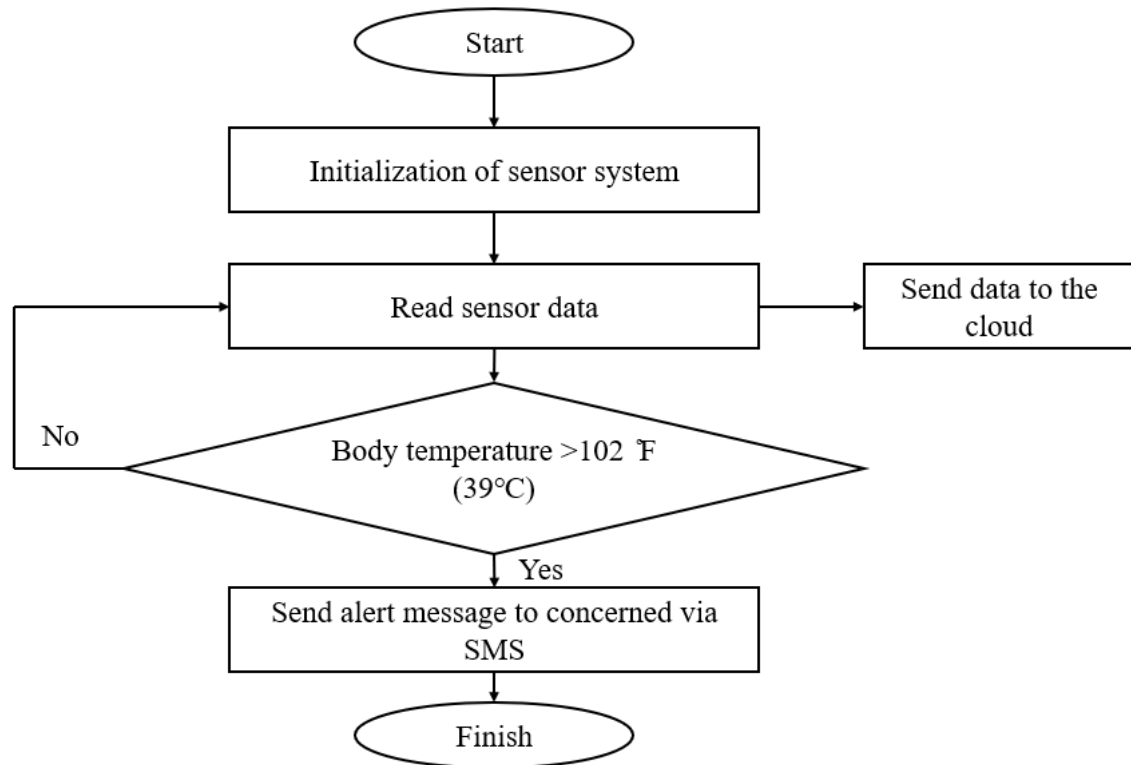 Start
Initialization of sensor system
Read sensor data
Send data to the
cloud
No
Body temperature >102 ℉
(39℃)
Yes
Send alert message to concerned via
SMS
Finish